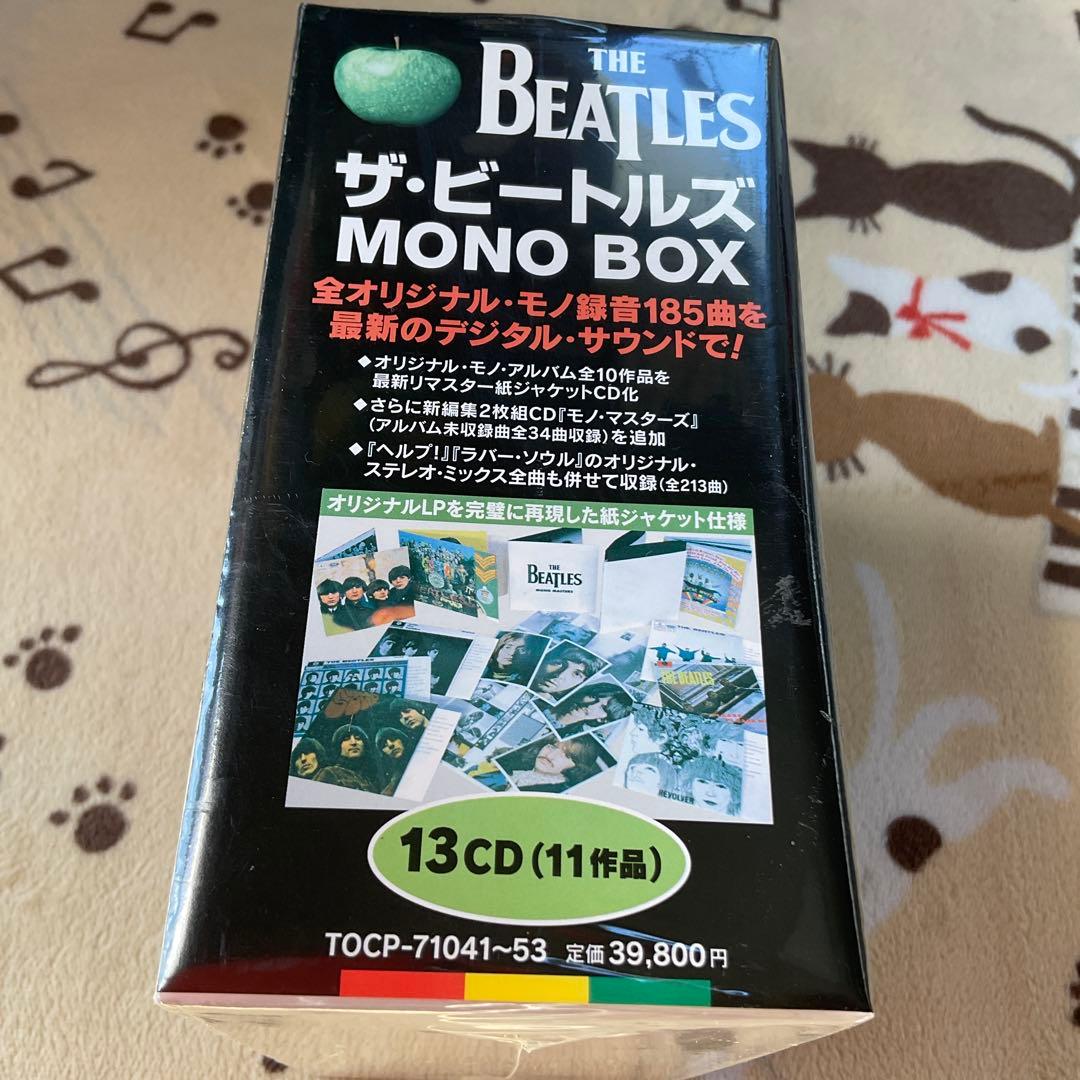 THE
BEATLES
ザ・ビートルズ
MONO BOX
全オリジナル・モノ録音185曲を
最新のデジタル・サウンドで!
◆オリジナル・モノ・アルバム全10作品を
最新リマスター紙ジャケットCD化
◆さらに新編集2枚組CD『モノ・マスターズ』
(アルバム未収録曲全34曲収録)を追加
◆『ヘルプ!』『ラバー・ソウル』のオリジナル・
ステレオ・ミックス全曲も併せて収録(全213曲)
オリジナルLPを完璧に再現した紙ジャケット仕様
THE
BEATLES
MONO MASTERS
THE BEATLES
THE BEATLES
REVOLVER
13CD(11作品)
TOCP-71041~53 定価39,800円